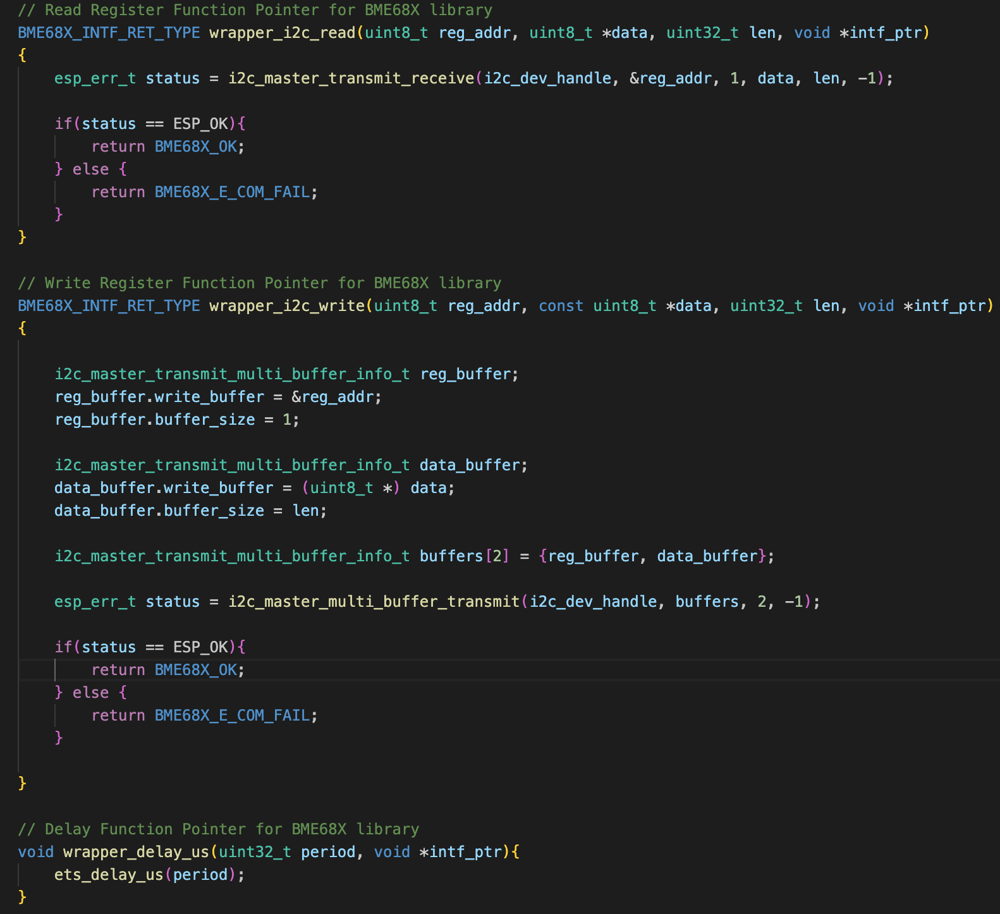 // Read Register Function Pointer for BME68X library
BME68X_INTF_RET_TYPE wrapper_i2c_read(uint8_t reg_addr, uint8_t *data, uint32_t len, void *intf_ptr)
{
    esp_err_t status = i2c_master_transmit_receive(i2c_dev_handle, &reg_addr, 1, data, len, -1);

    if(status == ESP_OK){
        return BME68X_OK;
    } else {
        return BME68X_E_COM_FAIL;
    }
}

// Write Register Function Pointer for BME68X library
BME68X_INTF_RET_TYPE wrapper_i2c_write(uint8_t reg_addr, const uint8_t *data, uint32_t len, void *intf_ptr)
{

    i2c_master_transmit_multi_buffer_info_t reg_buffer;
    reg_buffer.write_buffer = &reg_addr;
    reg_buffer.buffer_size = 1;

    i2c_master_transmit_multi_buffer_info_t data_buffer;
    data_buffer.write_buffer = (uint8_t *) data;
    data_buffer.buffer_size = len;

    i2c_master_transmit_multi_buffer_info_t buffers[2] = {reg_buffer, data_buffer};

    esp_err_t status = i2c_master_multi_buffer_transmit(i2c_dev_handle, buffers, 2, -1);

    if(status == ESP_OK){
        return BME68X_OK;
    } else {
        return BME68X_E_COM_FAIL;
    }

}

// Delay Function Pointer for BME68X library
void wrapper_delay_us(uint32_t period, void *intf_ptr){
    ets_delay_us(period);
}